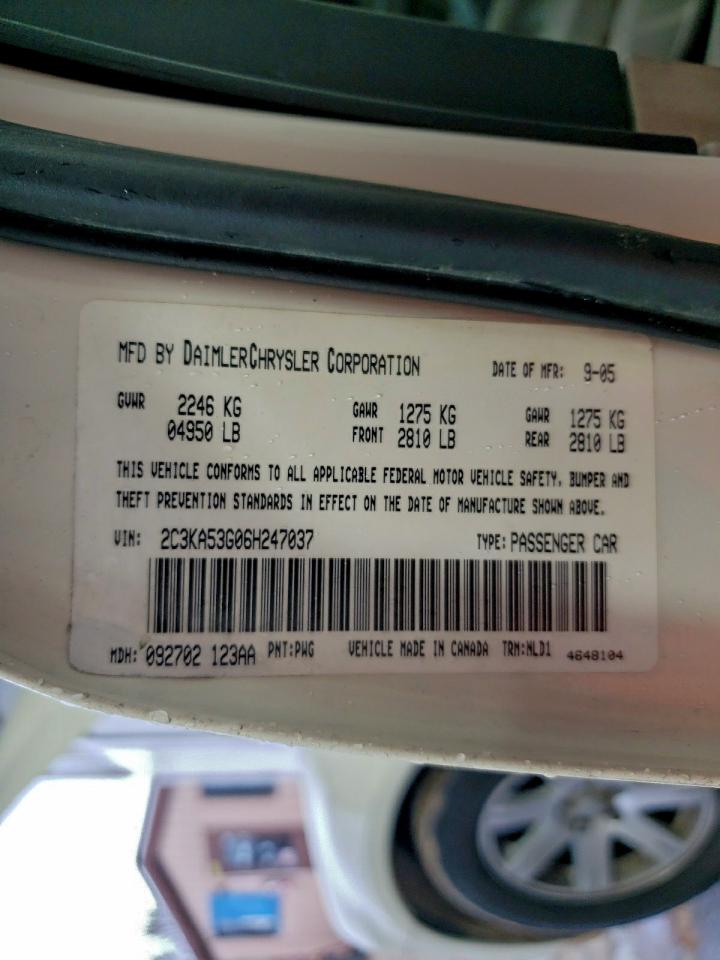 MFD BY DAIMLERCHRYSLER CORPORATION DATE OF MFR: 9-05
GVWR 2246 KG GAWR 1275 KG GAWR 1275 KG
04950 LB FRONT 2810 LB REAR 2810 LB
THIS VEHICLE CONFORMS TO ALL APPLICABLE FEDERAL MOTOR VEHICLE SAFETY, BUMPER AND
THEFT PREVENTION STANDARDS IN EFFECT ON THE DATE OF MANUFACTURE SHOWN ABOVE.
VIN: 2C3KA53G06H247037 TYPE: PASSENGER CAR
MDH: 092702 123AA PNT:PWG VEHICLE MADE IN CANADA TRM:NLD1 4648104